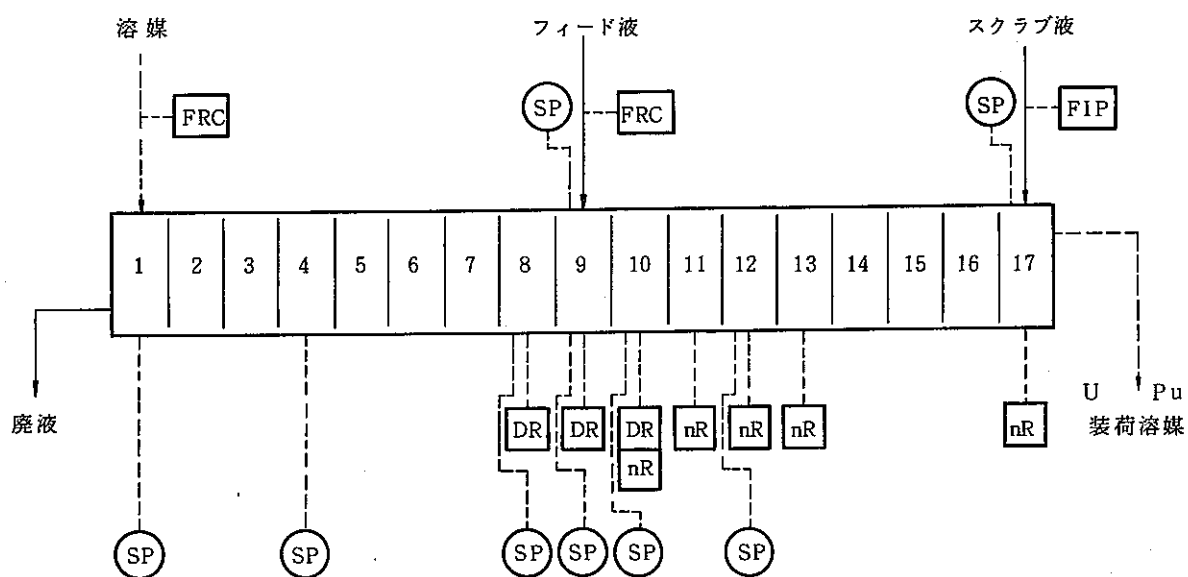 溶媒
フィード液
スクラブ液
FRC
SP
FRC
SP
FIP
1 2 3 4 5 6 7 8 9 10 11 12 13 14 15 16 17
廃液
DR DR DR nR nR nR nR
nR
U Pu
装荷溶媒
SP SP SP SP SP SP